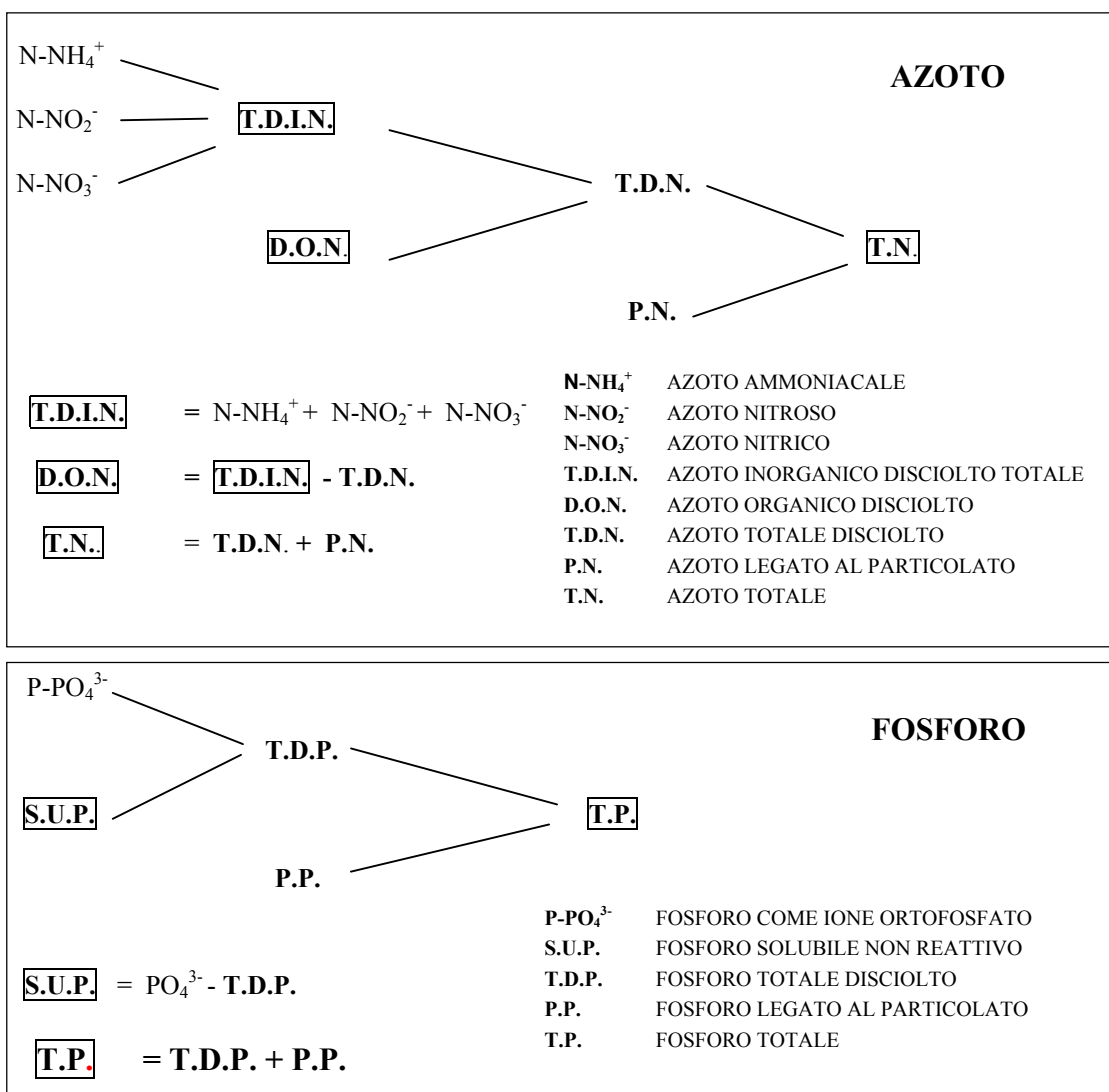 N-NH₄⁺
AZOTO
N-NO₂⁻
T.D.I.N.
N-NO₃⁻
T.D.N.
D.O.N.
T.N.
P.N.
T.D.I.N. = N-NH₄⁺ + N-NO₂⁻ + N-NO₃⁻
D.O.N. = T.D.I.N. - T.D.N.
T.N.. = T.D.N. + P.N.
N-NH₄⁺ AZOTO AMMONIACALE
N-NO₂⁻ AZOTO NITROSO
N-NO₃⁻ AZOTO NITRICO
T.D.I.N. AZOTO INORGANICO DISCIOLTO TOTALE
D.O.N. AZOTO ORGANICO DISCIOLTO
T.D.N. AZOTO TOTALE DISCIOLTO
P.N. AZOTO LEGATO AL PARTICOLATO
T.N. AZOTO TOTALE
P-PO₄³⁻
FOSFORO
T.D.P.
S.U.P.
T.P.
P.P.
S.U.P. = PO₄³⁻ - T.D.P.
T.P. = T.D.P. + P.P.
P-PO₄³⁻ FOSFORO COME IONE ORTOFOSFATO
S.U.P. FOSFORO SOLUBILE NON REATTIVO
T.D.P. FOSFORO TOTALE DISCIOLTO
P.P. FOSFORO LEGATO AL PARTICOLATO
T.P. FOSFORO TOTALE